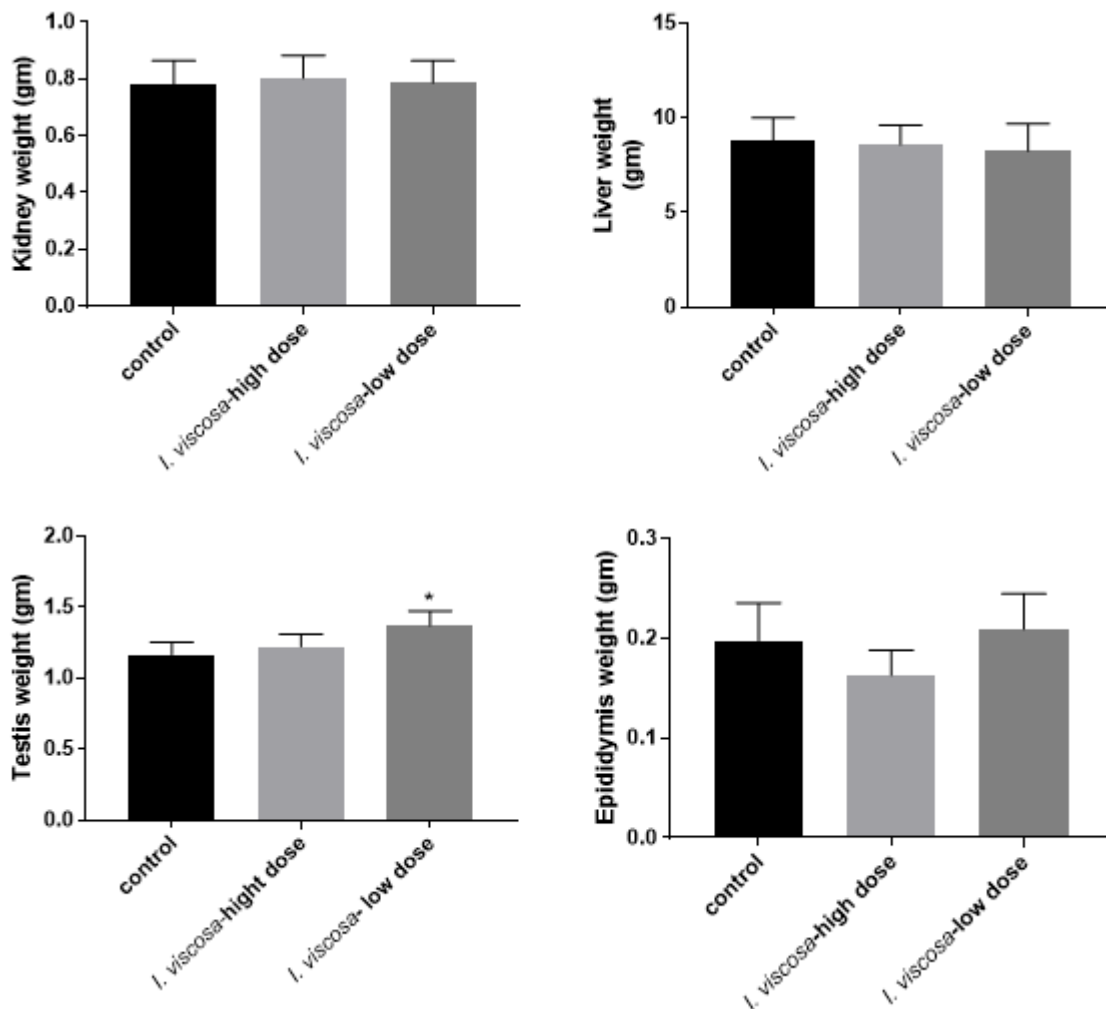 Kidney weight (gm)
1.0
0.8
0.6
0.4
0.2
0.0
control
I. viscosa-high dose
I. viscosa-low dose
Liver weight
(gm)
15
10
5
0
control
I. viscosa-high dose
I. viscosa-low dose
Testis weight (gm)
2.0
1.5
1.0
0.5
0.0
*
control
I. viscosa-hight dose
I. viscosa- low dose
Epididymis weight (gm)
0.3
0.2
0.1
0.0
control
I. viscosa-high dose
I. viscosa-low dose